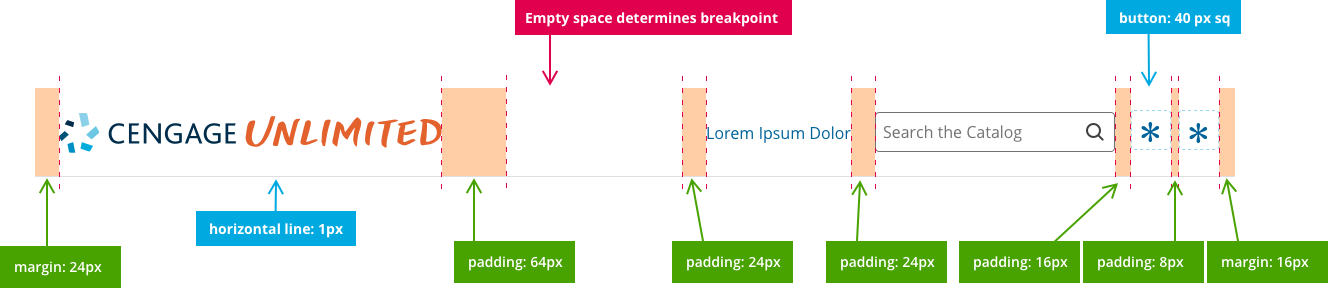 Empty space determines breakpoint
button: 40 px sq
CENGAGE UNLIMITED
Lorem Ipsum Dolor
Search the Catalog
* *
horizontal line: 1px
margin: 24px
padding: 64px
padding: 24px
padding: 24px
padding: 16px
padding: 8px
margin: 16px